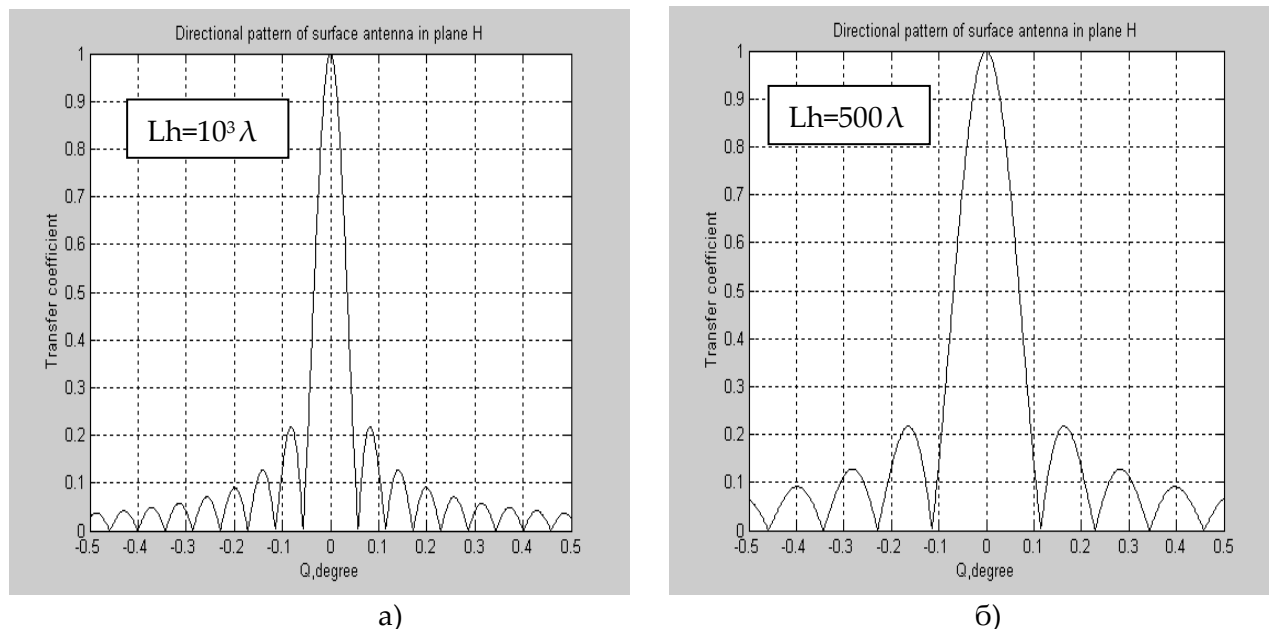 Directional pattern of surface antenna in plane H
1
0.9
0.8
0.7
0.6
0.5
0.4
0.3
0.2
0.1
0
Transfer coefficient
Lh=10³λ
-0.5 -0.4 -0.3 -0.2 -0.1 0 0.1 0.2 0.3 0.4 0.5
Q,degree
а)
Directional pattern of surface antenna in plane H
1
0.9
0.8
0.7
0.6
0.5
0.4
0.3
0.2
0.1
0
Transfer coefficient
Lh=500λ
-0.5 -0.4 -0.3 -0.2 -0.1 0 0.1 0.2 0.3 0.4 0.5
Q,degree
б)